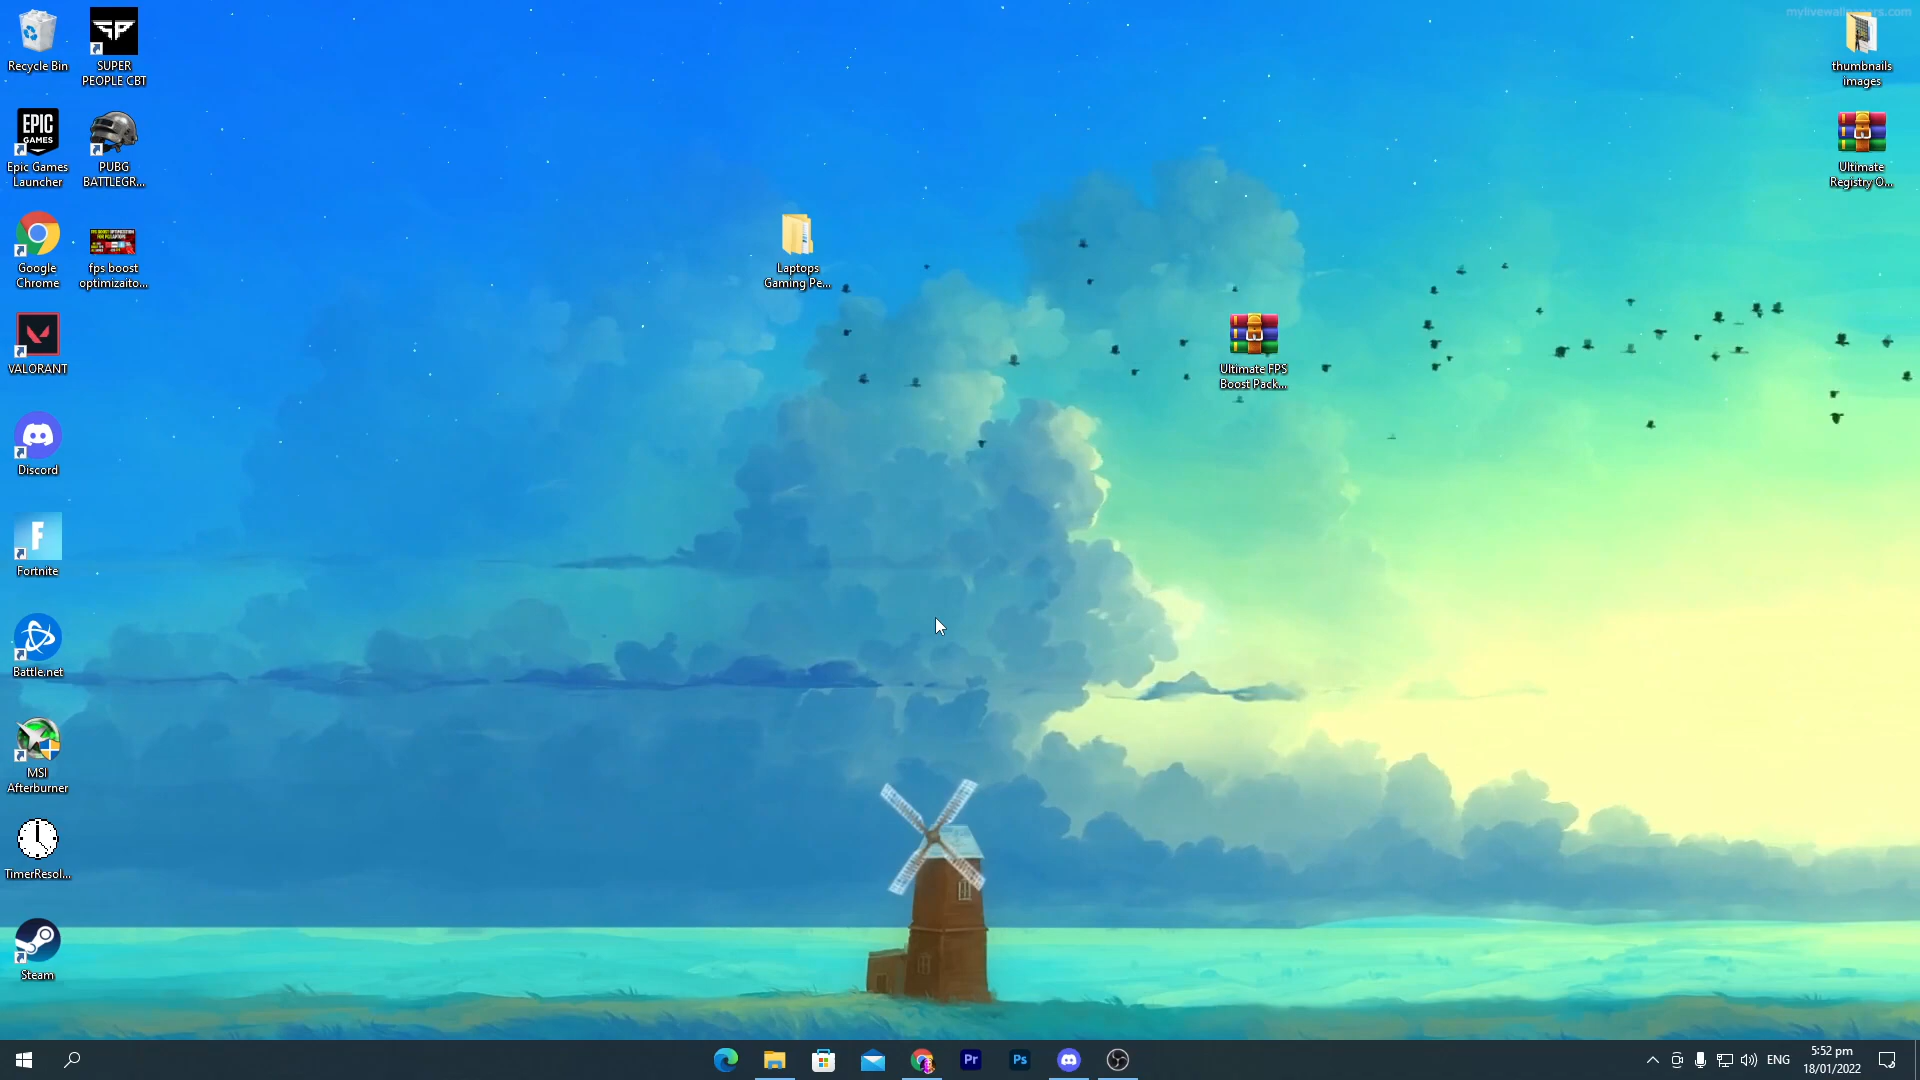 mylivewallpapers.com
Recycle Bin
SUPER
PEOPLE CBT
thumbnails
images
EPIC
GAMES
Epic Games
Launcher
PUBG
BATTLEGR...
Ultimate
Registry O...
Google
Chrome
fps boost
optimizaito...
Laptops
Gaming Pe...
VALORANT
Ultimate FPS
Boost Pack...
Discord
F
Fortnite
Battle.net
MSI
Afterburner
TimerResol...
Steam
Pr
Ps
ENG
5:52 pm
18/01/2022